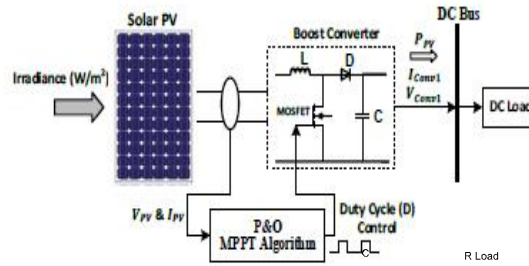 Solar PV
DC Bus
Boost Converter
P_PV
L
D
Irradiance (W/m²)
I_Conv1
V_Conv1
MOSFET
C
DC Load
V_PV & I_PV
P&O
MPPT Algorithm
Duty Cycle (D)
Control
C
R Load